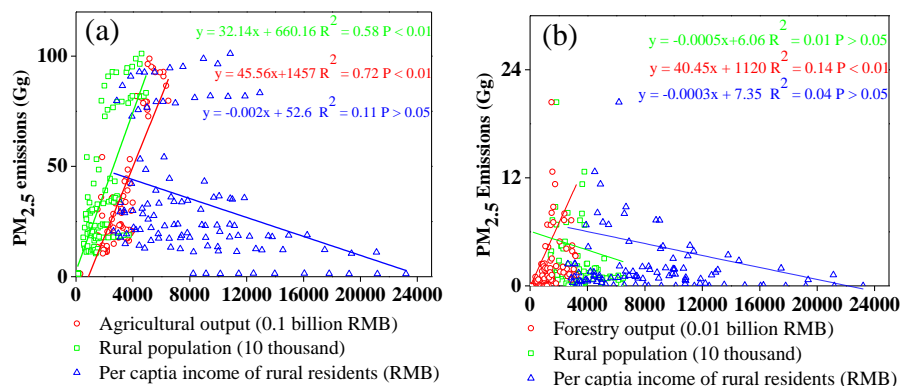 (a)
y = 32.14x + 660.16 R² = 0.58 P < 0.01
y = 45.56x+1457 R² = 0.72 P < 0.01
y = -0.002x + 52.6 R² = 0.11 P > 0.05
PM2.5 emissions (Gg)
100
50
0
0 4000 8000 12000 16000 20000 24000
Agricultural output (0.1 billion RMB)
Rural population (10 thousand)
Per captia income of rural residents (RMB)
(b)
y = -0.0005x+6.06 R² = 0.01 P > 0.05
y = 40.45x + 1120 R² = 0.14 P < 0.01
y = -0.0003x + 7.35 R² = 0.04 P > 0.05
PM2.5 Emissions (Gg)
24
12
0
0 4000 8000 12000 16000 20000 24000
Forestry output (0.01 billion RMB)
Rural population (10 thousand)
Per captia income of rural residents (RMB)